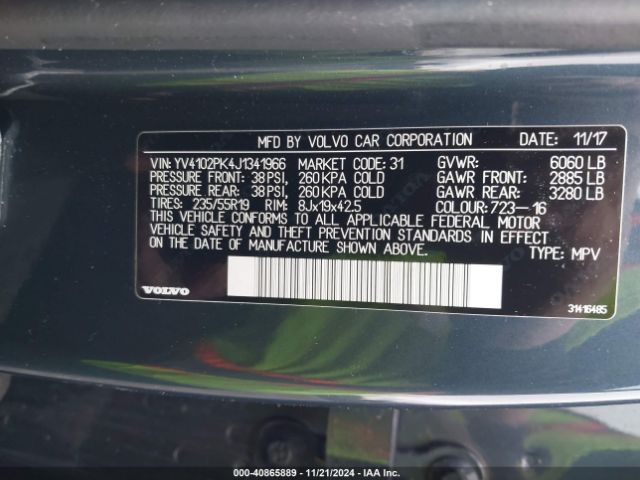 MFD BY VOLVO CAR CORPORATION DATE: 11/17
VIN: YV4102PK4J1341966 MARKET CODE: 31 GVWR: 6060 LB
PRESSURE FRONT: 38 PSI, 260 KPA COLD GAWR FRONT: 2885 LB
PRESSURE REAR: 38 PSI, 260 KPA COLD GAWR REAR: 3280 LB
TIRES: 235/55R19 RIM: 8Jx19x42.5 COLOUR: 723--16
THIS VEHICLE CONFORMS TO ALL APPLICABLE FEDERAL MOTOR
VEHICLE SAFETY AND THEFT PREVENTION STANDARDS IN EFFECT
ON DATE OF MANUFACTURE SHOWN ABOVE. TYPE: MPV
VOLVO 31416485
000-40865889 - 11/21/2024 - IAA Inc.